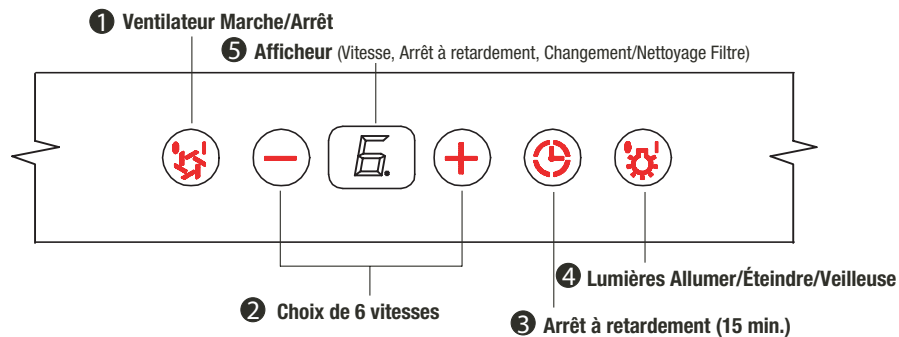 ❶ Ventilateur Marche/Arrêt
❺ Afficheur (Vitesse, Arrêt à retardement, Changement/Nettoyage Filtre)
6.
❹ Lumières Allumer/Éteindre/Veilleuse
❷ Choix de 6 vitesses
❸ Arrêt à retardement (15 min.)